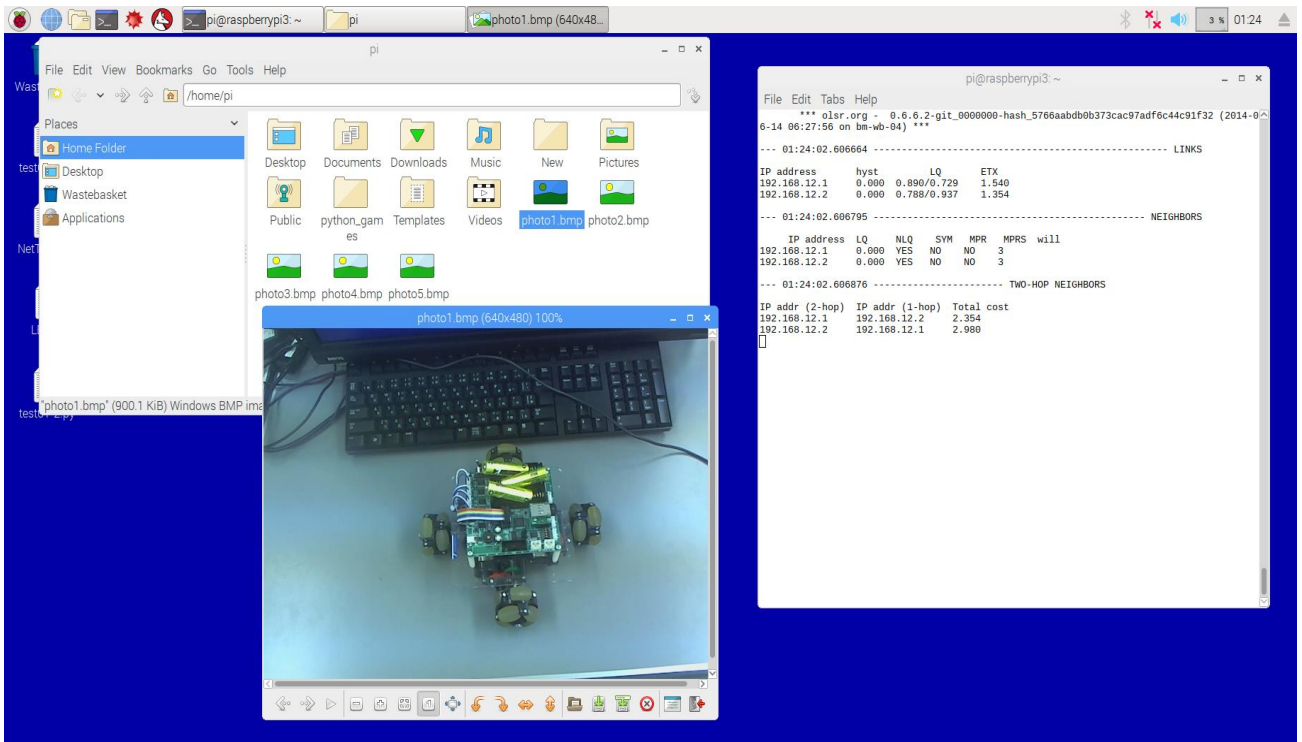 pi@raspberrypi3: ~
pi
photo1.bmp (640x48...
3 %
01:24
pi
File Edit View Bookmarks Go Tools Help
/home/pi
Places
Home Folder
Desktop
Wastebasket
Applications
Desktop Documents Downloads Music New Pictures
Public python_gam Templates Videos photo1.bmp photo2.bmp
es
photo3.bmp photo4.bmp photo5.bmp
"photo1.bmp" (900.1 KiB) Windows BMP ima
photo1.bmp (640x480) 100%
pi@raspberrypi3: ~
File Edit Tabs Help
*** olsr.org - 0.6.6.2-git_0000000-hash_5766aabdb0b373cac97adf6c44c91f32 (2014-0
6-14 06:27:56 on bm-wb-04) ***
--- 01:24:02.606664 ------------------------------------------------- LINKS
IP address hyst LQ ETX
192.168.12.1 0.000 0.890/0.729 1.540
192.168.12.2 0.000 0.788/0.937 1.354
--- 01:24:02.606795 --------------------------------------------- NEIGHBORS
IP address LQ NLQ SYM MPR MPRS will
192.168.12.1 0.000 YES NO NO 3
192.168.12.2 0.000 YES NO NO 3
--- 01:24:02.606876 ----------------------- TWO-HOP NEIGHBORS
IP addr (2-hop) IP addr (1-hop) Total cost
192.168.12.1 192.168.12.2 2.354
192.168.12.2 192.168.12.1 2.980